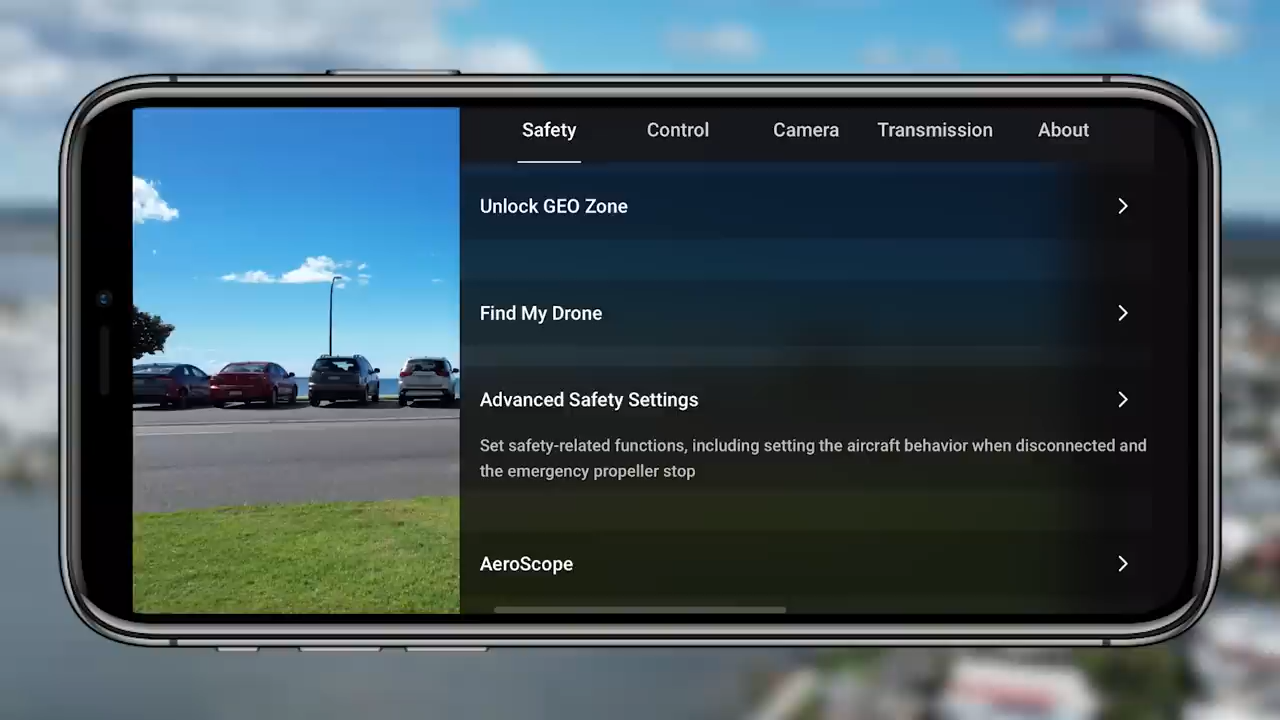 Safety Control Camera Transmission About
Unlock GEO Zone
Find My Drone
Advanced Safety Settings
Set safety-related functions, including setting the aircraft behavior when disconnected and
the emergency propeller stop
AeroScope